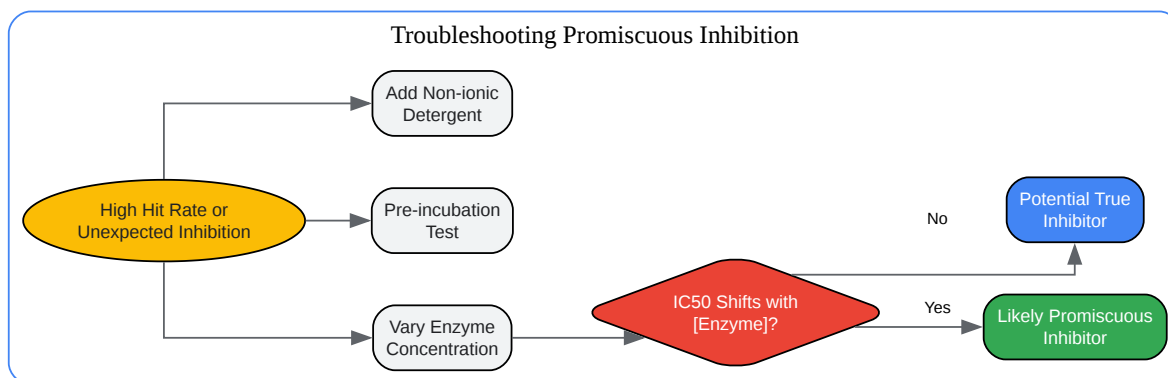 Troubleshooting Promiscuous Inhibition
Add Non-ionic
Detergent
High Hit Rate or
Unexpected Inhibition
Pre-incubation
Test
Vary Enzyme
Concentration
IC50 Shifts with
[Enzyme]?
No
Potential True
Inhibitor
Yes
Likely Promiscuous
Inhibitor